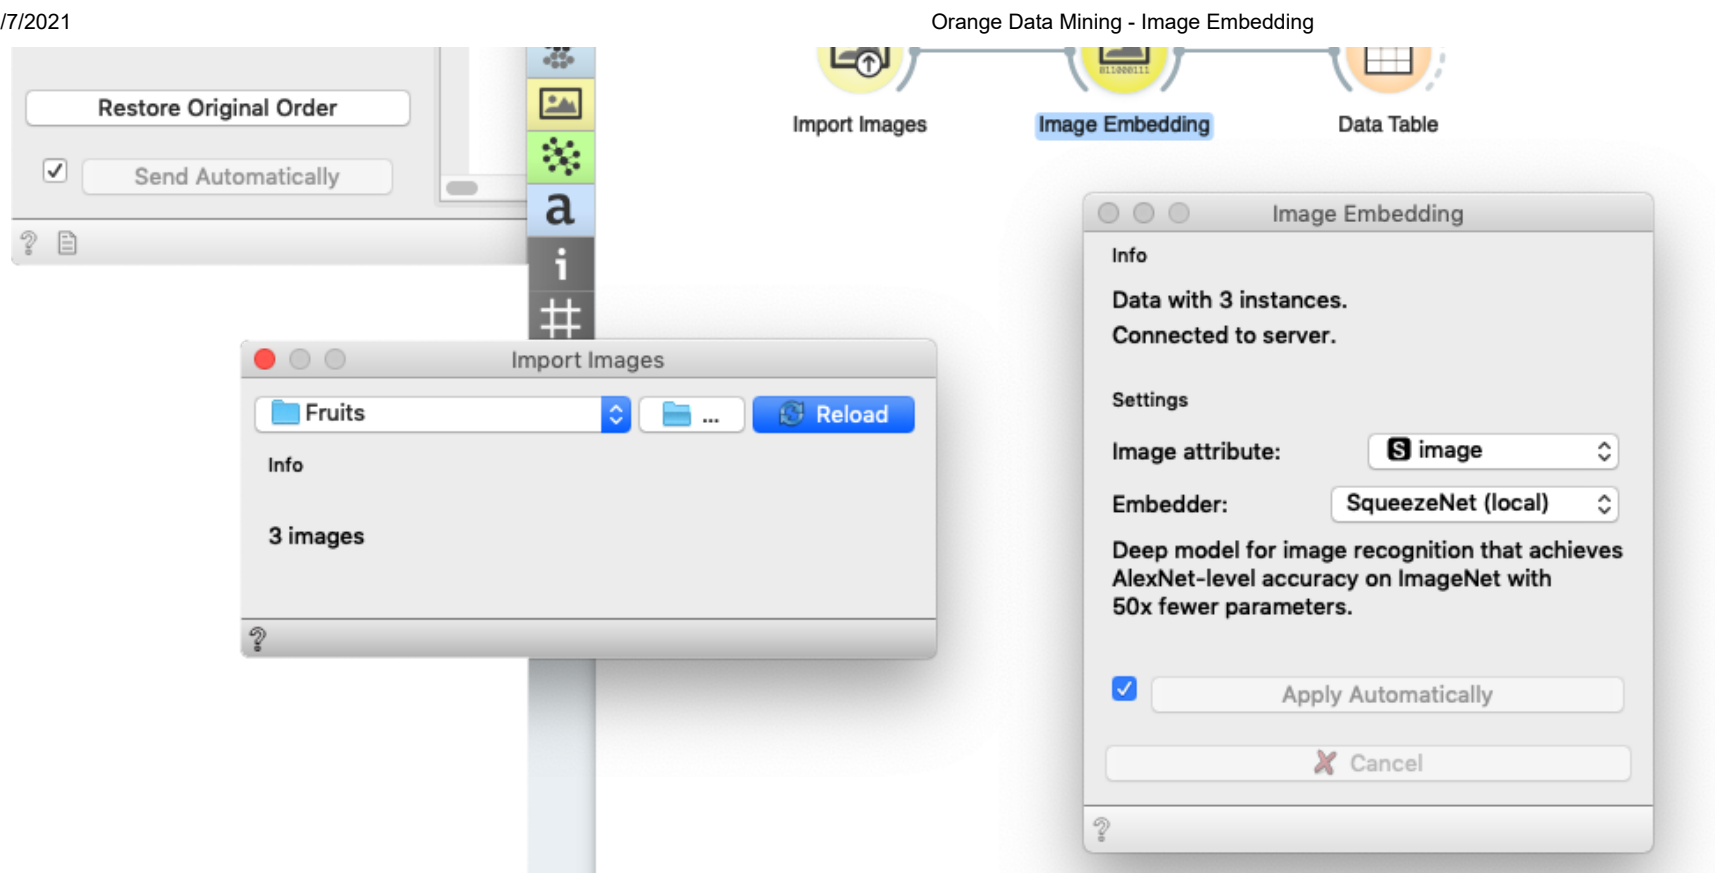 /7/2021
Orange Data Mining - Image Embedding
Restore Original Order
Send Automatically
a
i
011000111
Import Images
Image Embedding
Data Table
Import Images
Fruits
...
Reload
Info
3 images
?
Image Embedding
Info
Data with 3 instances.
Connected to server.
Settings
Image attribute:
S image
Embedder:
SqueezeNet (local)
Deep model for image recognition that achieves
AlexNet-level accuracy on ImageNet with
50x fewer parameters.
Apply Automatically
Cancel
?